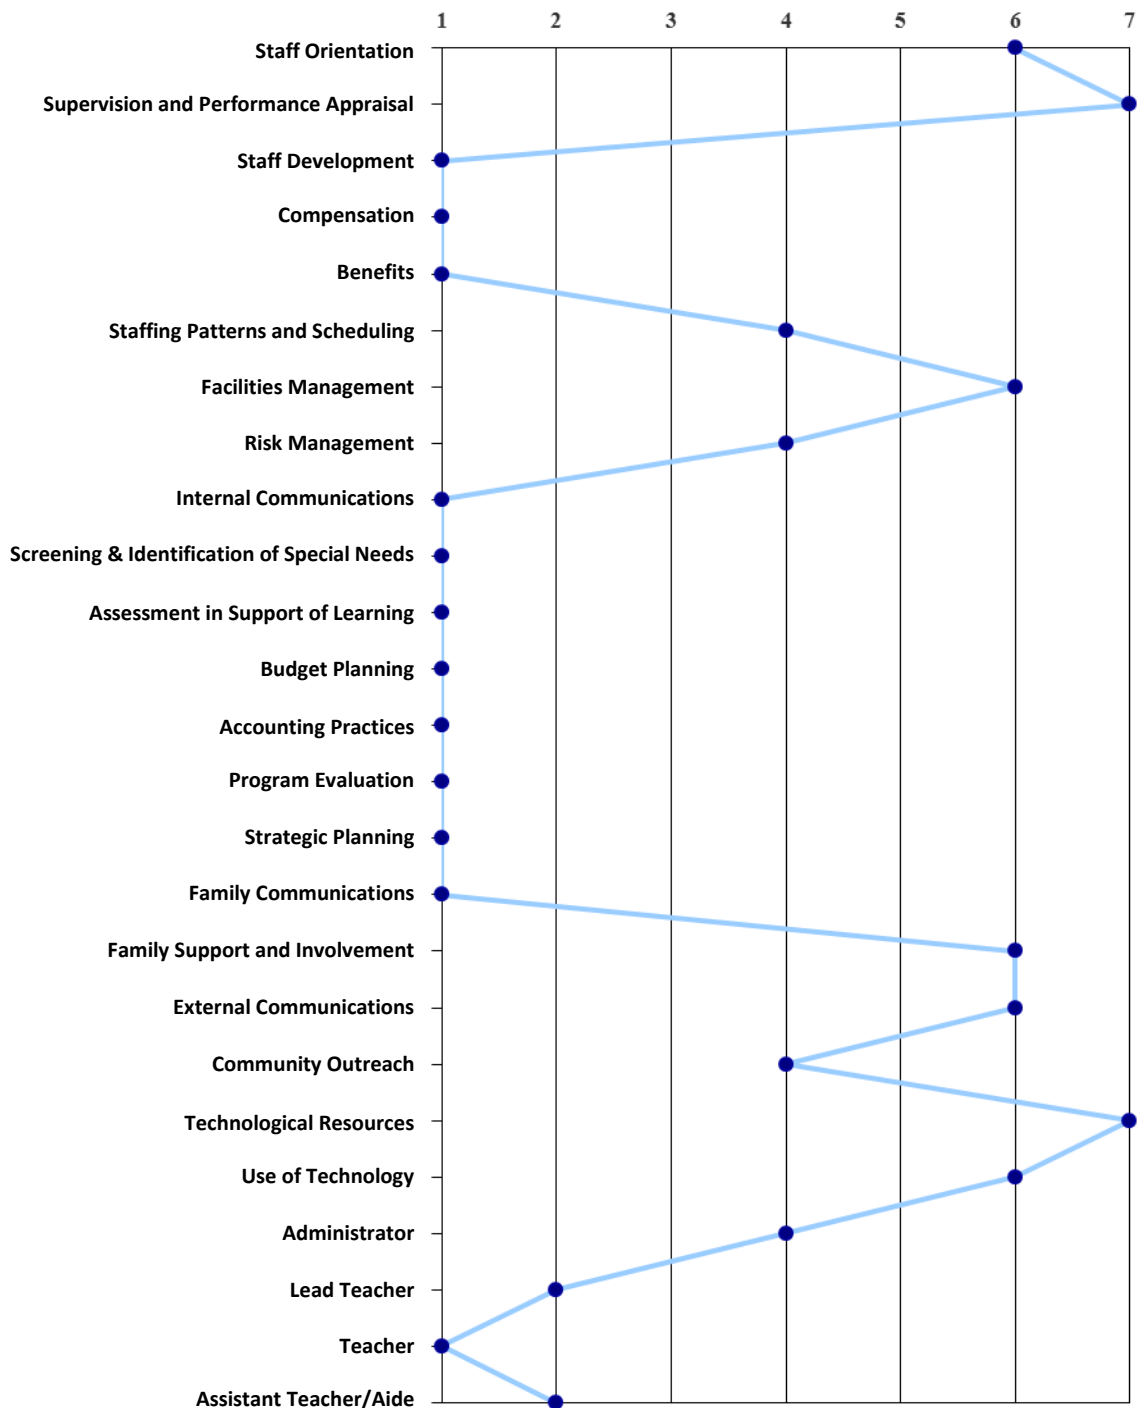 1 2 3 4 5 6 7
Staff Orientation
Supervision and Performance Appraisal
Staff Development
Compensation
Benefits
Staffing Patterns and Scheduling
Facilities Management
Risk Management
Internal Communications
Screening & Identification of Special Needs
Assessment in Support of Learning
Budget Planning
Accounting Practices
Program Evaluation
Strategic Planning
Family Communications
Family Support and Involvement
External Communications
Community Outreach
Technological Resources
Use of Technology
Administrator
Lead Teacher
Teacher
Assistant Teacher/Aide